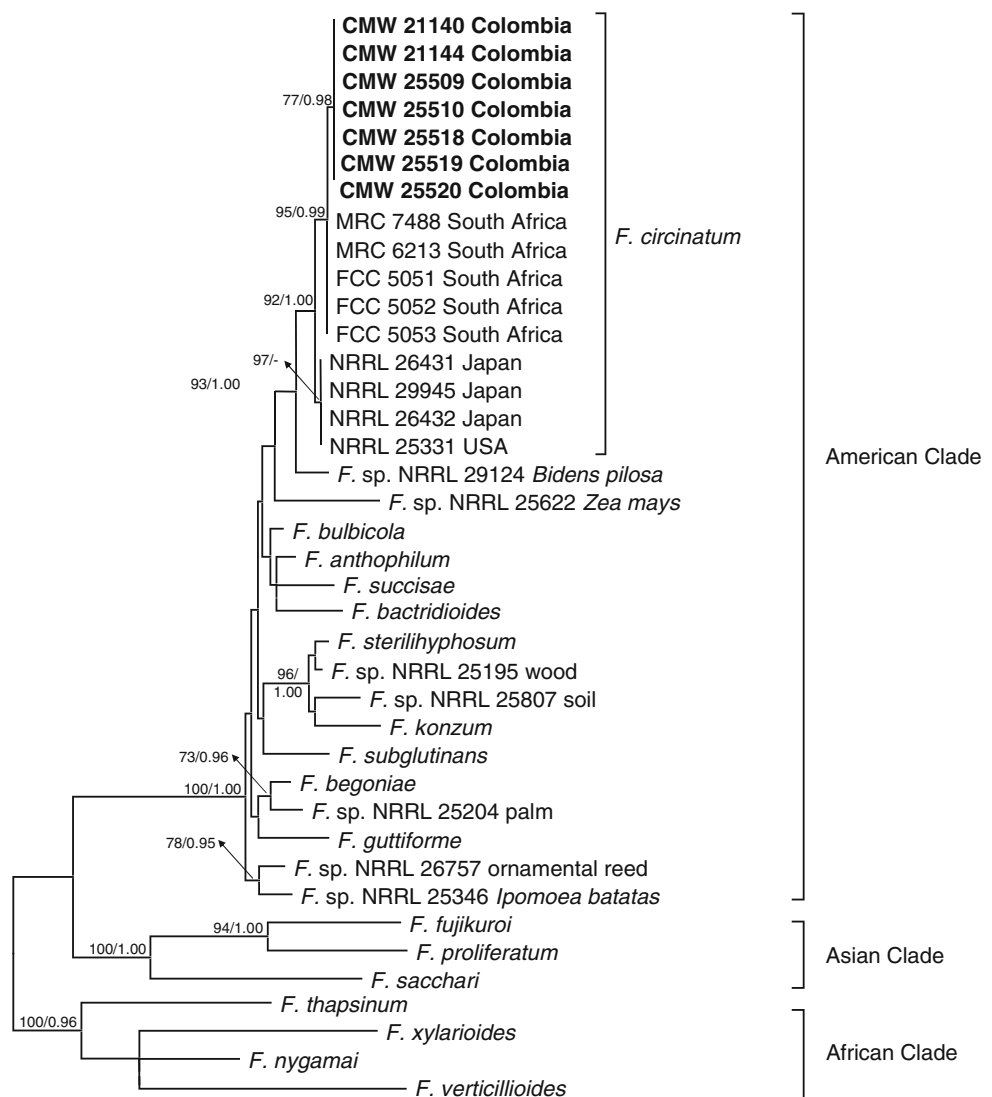 CMW 21140 Colombia
CMW 21144 Colombia
CMW 25509 Colombia
77/0.98
CMW 25510 Colombia
CMW 25518 Colombia
CMW 25519 Colombia
CMW 25520 Colombia
95/0.99
MRC 7488 South Africa
F. circinatum
MRC 6213 South Africa
FCC 5051 South Africa
92/1.00
FCC 5052 South Africa
FCC 5053 South Africa
97/-
NRRL 26431 Japan
93/1.00
NRRL 29945 Japan
NRRL 26432 Japan
NRRL 25331 USA
American Clade
F. sp. NRRL 29124 Bidens pilosa
F. sp. NRRL 25622 Zea mays
F. bulbicola
F. anthophilum
F. succisae
F. bactridioides
F. sterilihyphosum
96/
1.00
F. sp. NRRL 25195 wood
F. sp. NRRL 25807 soil
F. konzum
F. subglutinans
73/0.96
F. begoniae
100/1.00
F. sp. NRRL 25204 palm
F. guttiforme
78/0.95
F. sp. NRRL 26757 ornamental reed
F. sp. NRRL 25346 Ipomoea batatas
F. fujikuroi
94/1.00
F. proliferatum
100/1.00
Asian Clade
F. sacchari
F. thapsinum
100/0.96
F. xylarioides
African Clade
F. nygamai
F. verticillioides